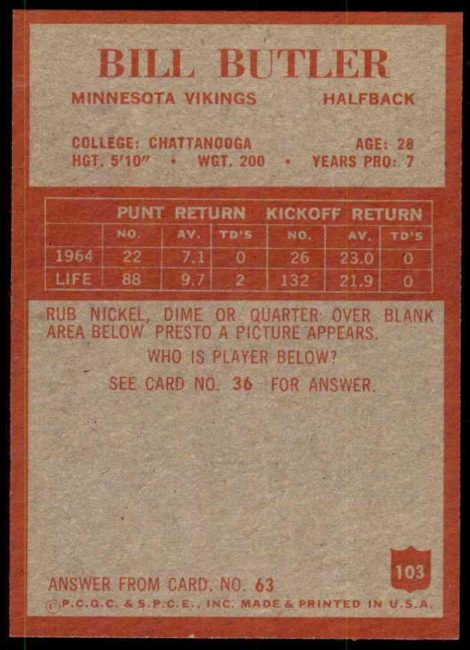 BILL BUTLER
MINNESOTA VIKINGS HALFBACK
COLLEGE: CHATTANOOGA AGE: 28
HGT. 5'10" • WGT. 200 • YEARS PRO: 7
PUNT RETURN KICKOFF RETURN
NO. AV. TD'S NO. AV. TD'S
1964 22 7.1 0 26 23.0 0
LIFE 88 9.7 2 132 21.9 0
RUB NICKEL, DIME OR QUARTER OVER BLANK
AREA BELOW PRESTO A PICTURE APPEARS.
WHO IS PLAYER BELOW?
SEE CARD NO. 36 FOR ANSWER.
103
ANSWER FROM CARD, NO. 63
© P.C.G.C. & S.P.C.E., INC. MADE & PRINTED IN U.S.A.